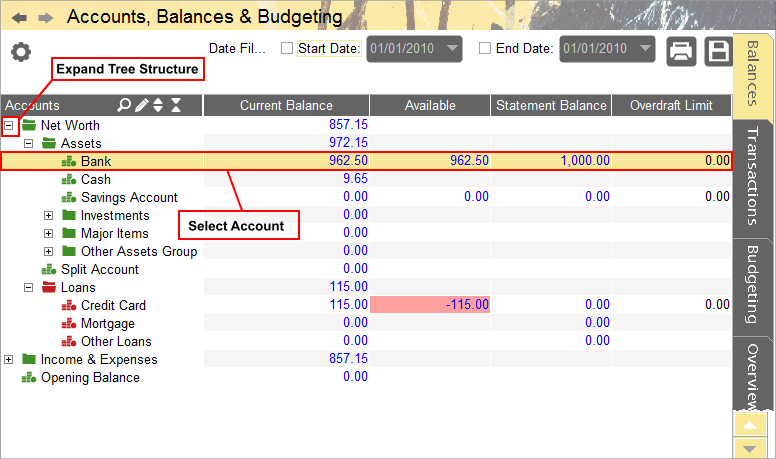 Accounts, Balances & Budgeting
Date Fil... Start Date: 01/01/2010 End Date: 01/01/2010
Expand Tree Structure
Accounts Current Balance Available Statement Balance Overdraft Limit
Net Worth 857.15
Assets 972.15
Bank 962.50 962.50 1,000.00 0.00
Cash 9.65
Savings Account 0.00 0.00 0.00 0.00
Investments 0.00
Major Items 0.00
Other Assets Group 0.00
Select Account
Split Account 0.00
Loans 115.00
Credit Card 115.00 -115.00 0.00 0.00
Mortgage 0.00 0.00
Other Loans 0.00 0.00
Income & Expenses 857.15
Opening Balance 0.00
Balances
Transactions
Budgeting
Overview